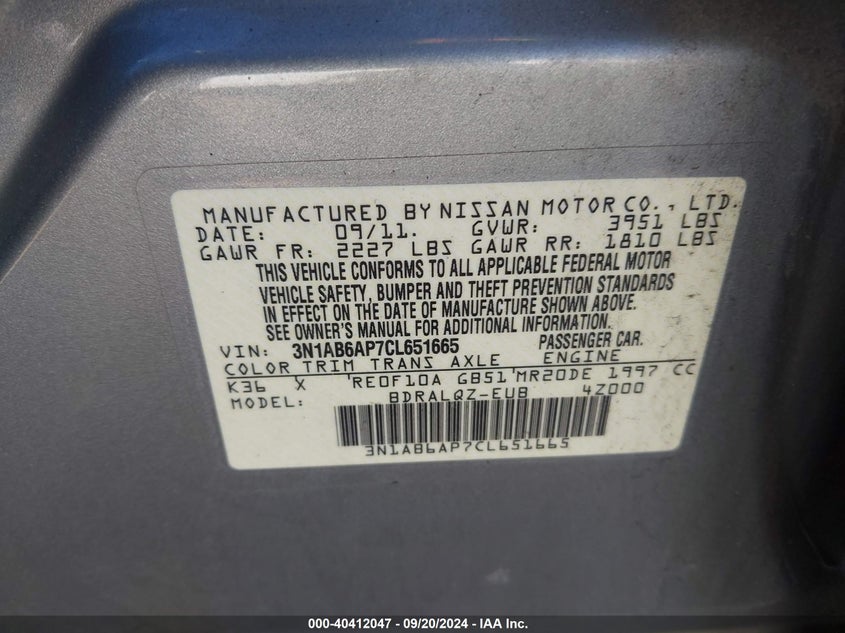 MANUFACTURED BY NISSAN MOTOR CO., LTD.
DATE: 09/11. GVWR: 3951 LBS
GAWR FR: 2227 LBS GAWR RR: 1810 LBS
THIS VEHICLE CONFORMS TO ALL APPLICABLE FEDERAL MOTOR
VEHICLE SAFETY, BUMPER AND THEFT PREVENTION STANDARDS
IN EFFECT ON THE DATE OF MANUFACTURE SHOWN ABOVE.
SEE OWNER'S MANUAL FOR ADDITIONAL INFORMATION.
VIN: 3N1AB6AP7CL651665 PASSENGER CAR.
COLOR TRIM TRANS AXLE ENGINE
K36 X RE0F10A GB51 MR20DE 1997 CC
MODEL: BDRALQZ-EUB 4Z000
3N1AB6AP7CL651665
000-40412047 - 09/20/2024 - IAA Inc.